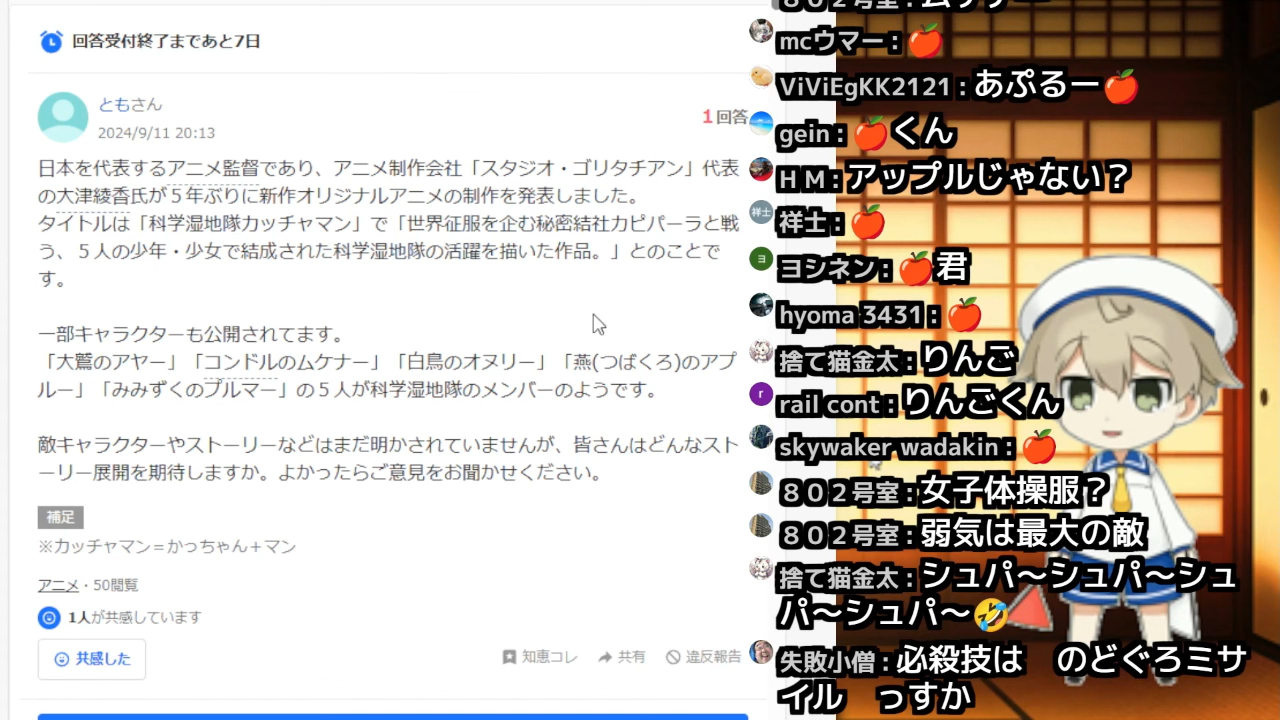 回答受付終了まであと7日
ともさん
2024/9/11 20:13
1回答
日本を代表するアニメ監督であり、アニメ制作会社「スタジオ・ゴリタチアン」代表
の大津綾香氏が５年ぶりに新作オリジナルアニメの制作を発表しました。
タイトルは「科学湿地隊カッチャマン」で「世界征服を企む秘密結社カピパーラと戦
う、５人の少年・少女で結成された科学湿地隊の活躍を描いた作品。」とのことで
す。
一部キャラクターも公開されてます。
「大鷲のアヤー」「コンドルのムケナー」「白鳥のオヌリー」「燕(つばくろ)のアプ
ルー」「みみずくのブルマー」の５人が科学湿地隊のメンバーのようです。
敵キャラクターやストーリーなどはまだ明かされていませんが、皆さんはどんなスト
ーリー展開を期待しますか。よかったらご意見をお聞かせください。
補足
※カッチャマン＝かっちゃん＋マン
アニメ・50閲覧
1人が共感しています
共感した
知恵コレ
共有
違反報告
mcウマー：🍎
ViViEgKK2121：あぷるー🍎
gein：🍎くん
H M：アップルじゃない？
祥士
祥士：🍎
ヨ
ヨシネン：🍎君
hyoma 3431：🍎
捨て猫金太：りんご
r
rail cont：りんごくん
skywaker wadakin：🍎
８０２号室：女子体操服？
８０２号室：弱気は最大の敵
捨て猫金太：シュパ〜シュパ〜シュ
パ〜シュパ〜🤣
失敗小僧：必殺技は　のどぐろミサ
イル　っすか